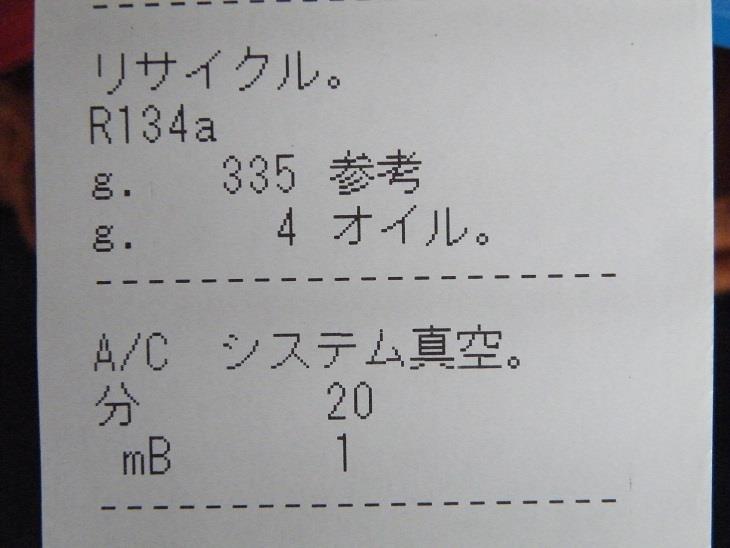 リサイクル。
R134a
g. 335 参考
g. 4 オイル。
A/C システム真空。
分 20
mB 1